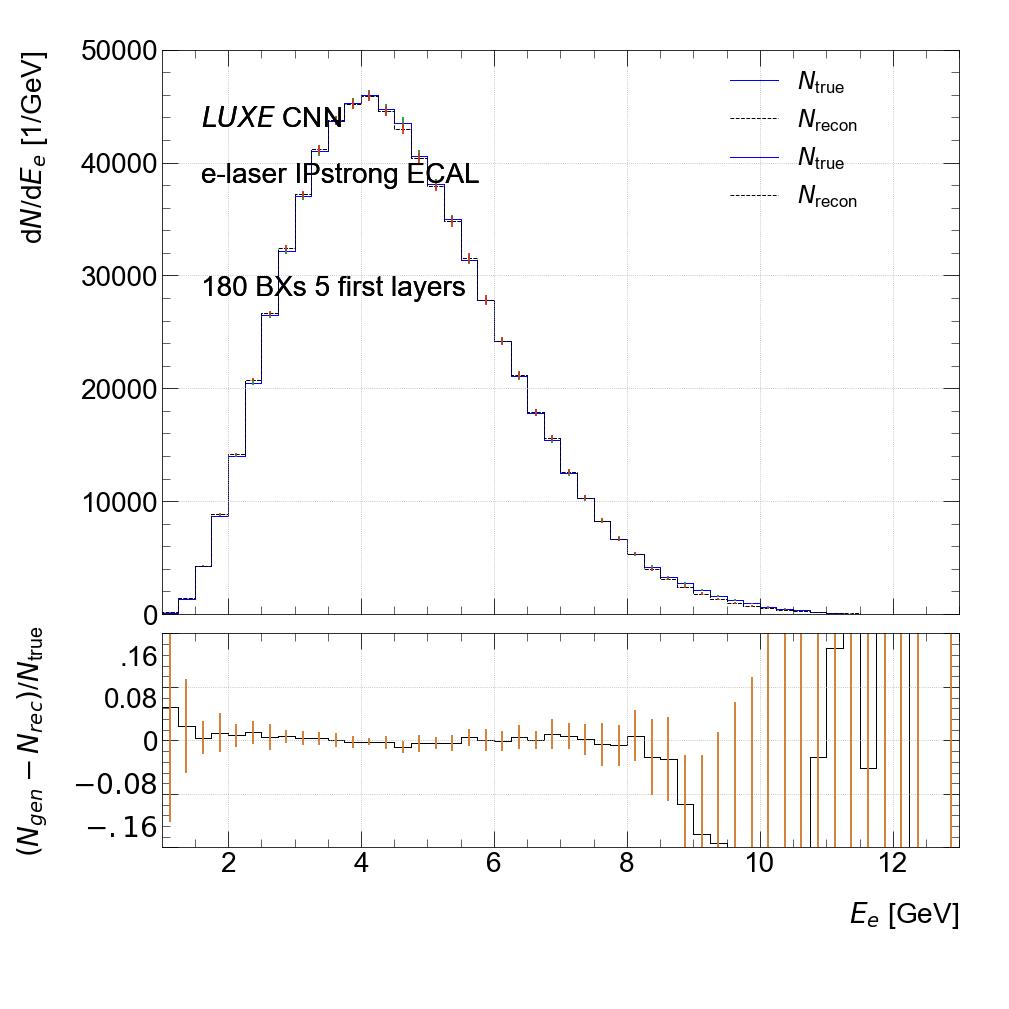 50000
40000
30000
20000
10000
0
dN/dE_e [1/GeV]
LUXE CNN
e-laser IPstrong ECAL
180 BXs 5 first layers
N_true
N_recon
N_true
N_recon
.16
0.08
0
−0.08
−.16
(N_gen − N_rec)/N_true
2 4 6 8 10 12
E_e [GeV]